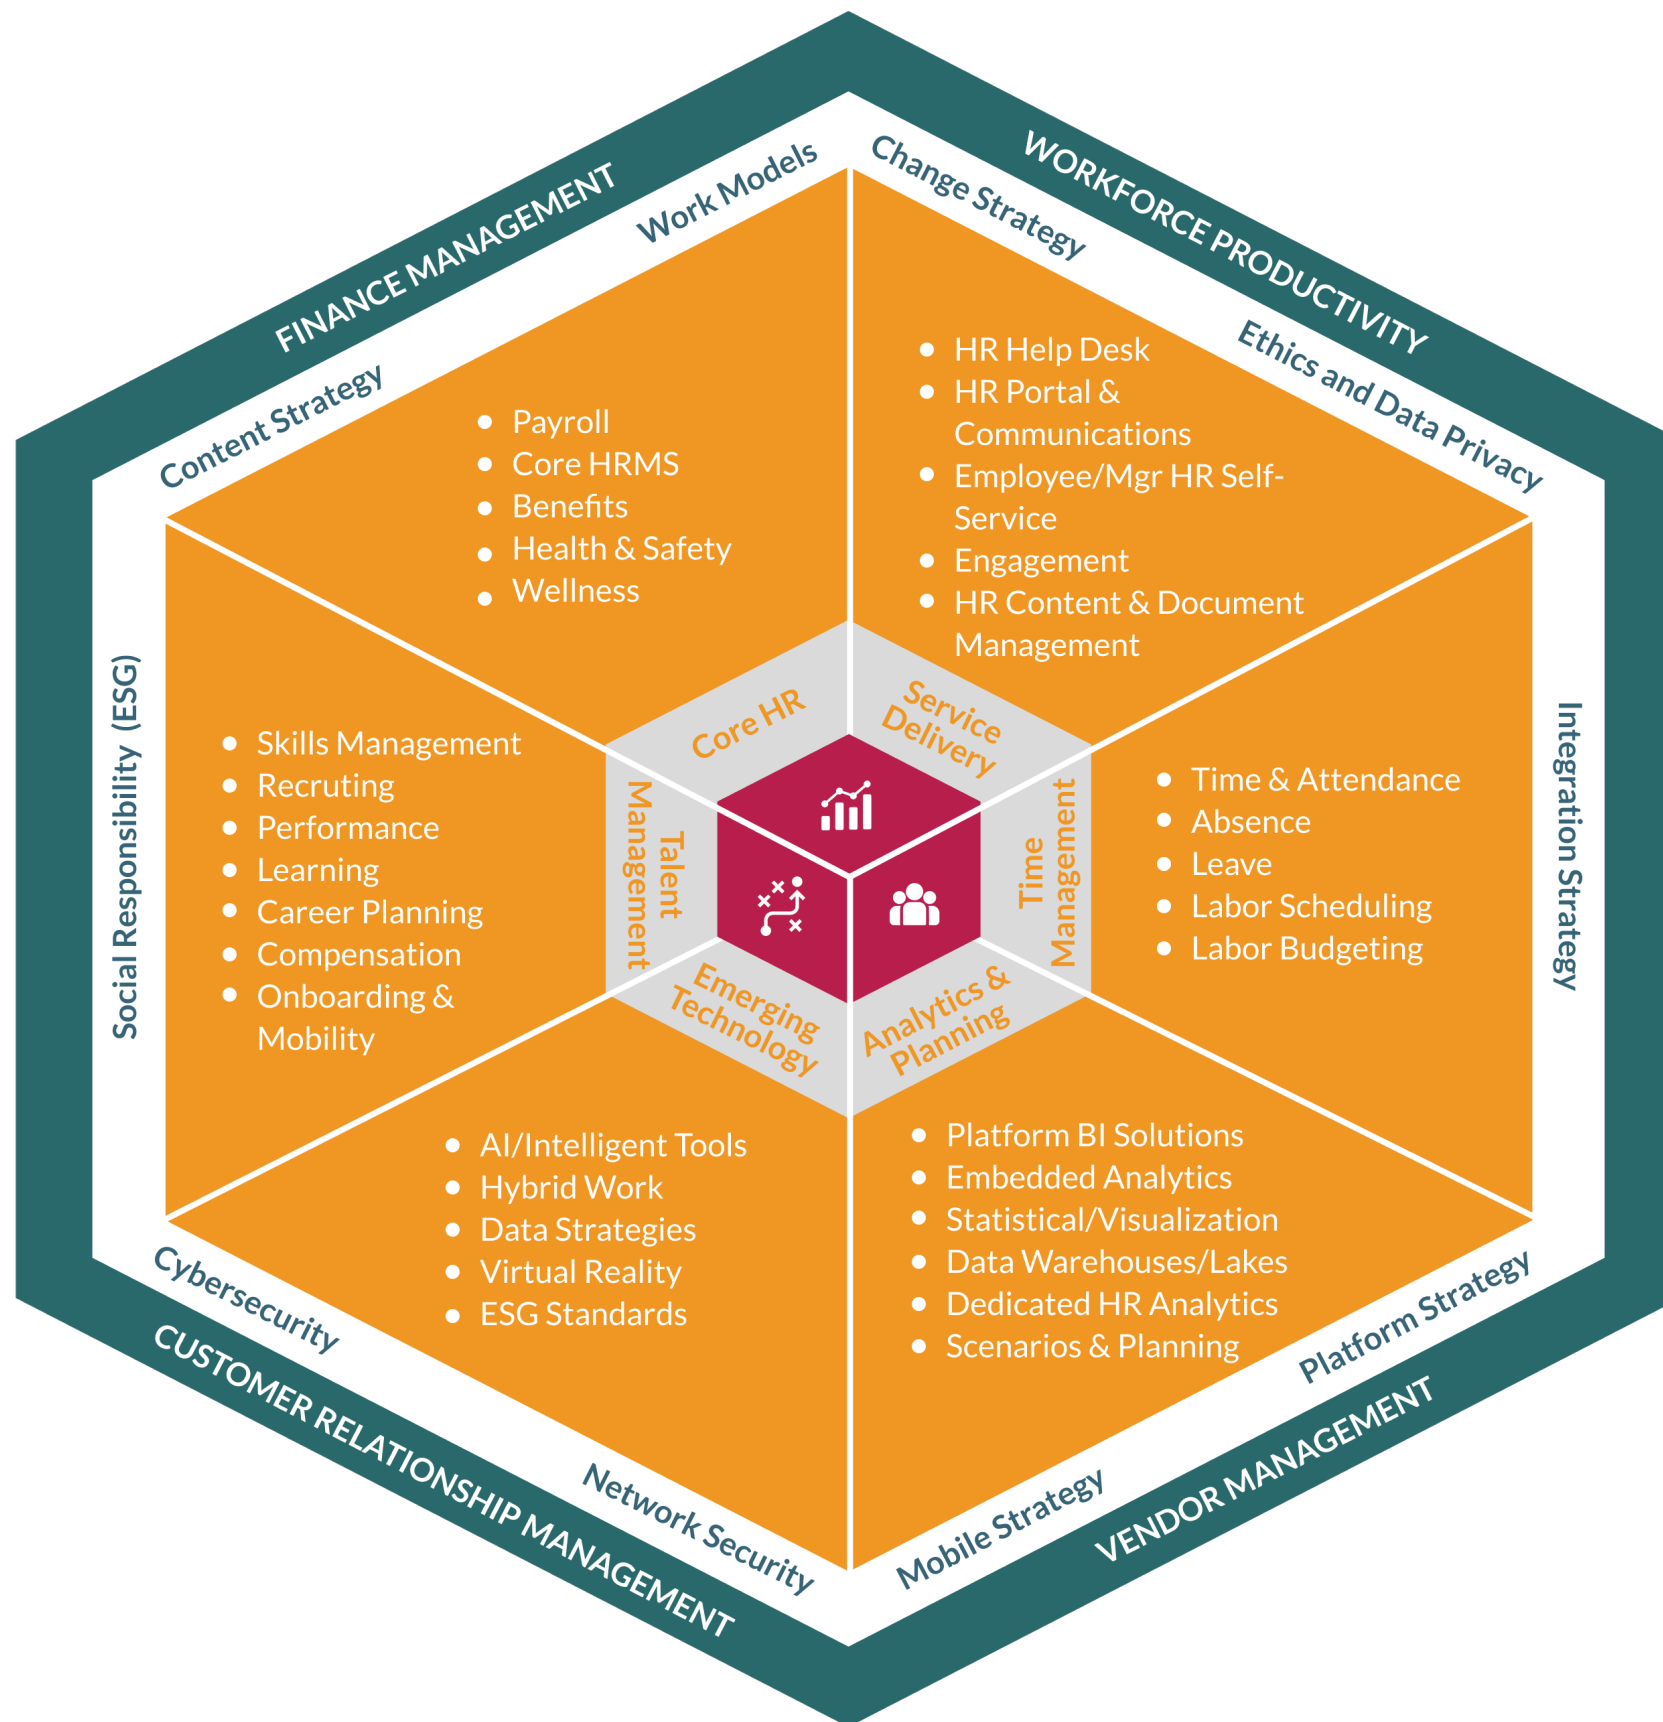 FINANCE MANAGEMENT
WORKFORCE PRODUCTIVITY
Work Models
Change Strategy
Content Strategy
Ethics and Data Privacy
Payroll
Core HRMS
Benefits
Health & Safety
Wellness
HR Help Desk
HR Portal &
Communications
Employee/Mgr HR Self-
Service
Engagement
HR Content & Document
Management
Core HR
Service
Delivery
Social Responsibility (ESG)
Skills Management
Recruting
Performance
Learning
Career Planning
Compensation
Onboarding &
Mobility
Talent
Management
Time
Management
Time & Attendance
Absence
Leave
Labor Scheduling
Labor Budgeting
Integration Strategy
Emerging
Technology
Analytics &
Planning
AI/Intelligent Tools
Hybrid Work
Data Strategies
Virtual Reality
ESG Standards
Platform BI Solutions
Embedded Analytics
Statistical/Visualization
Data Warehouses/Lakes
Dedicated HR Analytics
Scenarios & Planning
Cybersecurity
Platform Strategy
Network Security
Mobile Strategy
CUSTOMER RELATIONSHIP MANAGEMENT
VENDOR MANAGEMENT